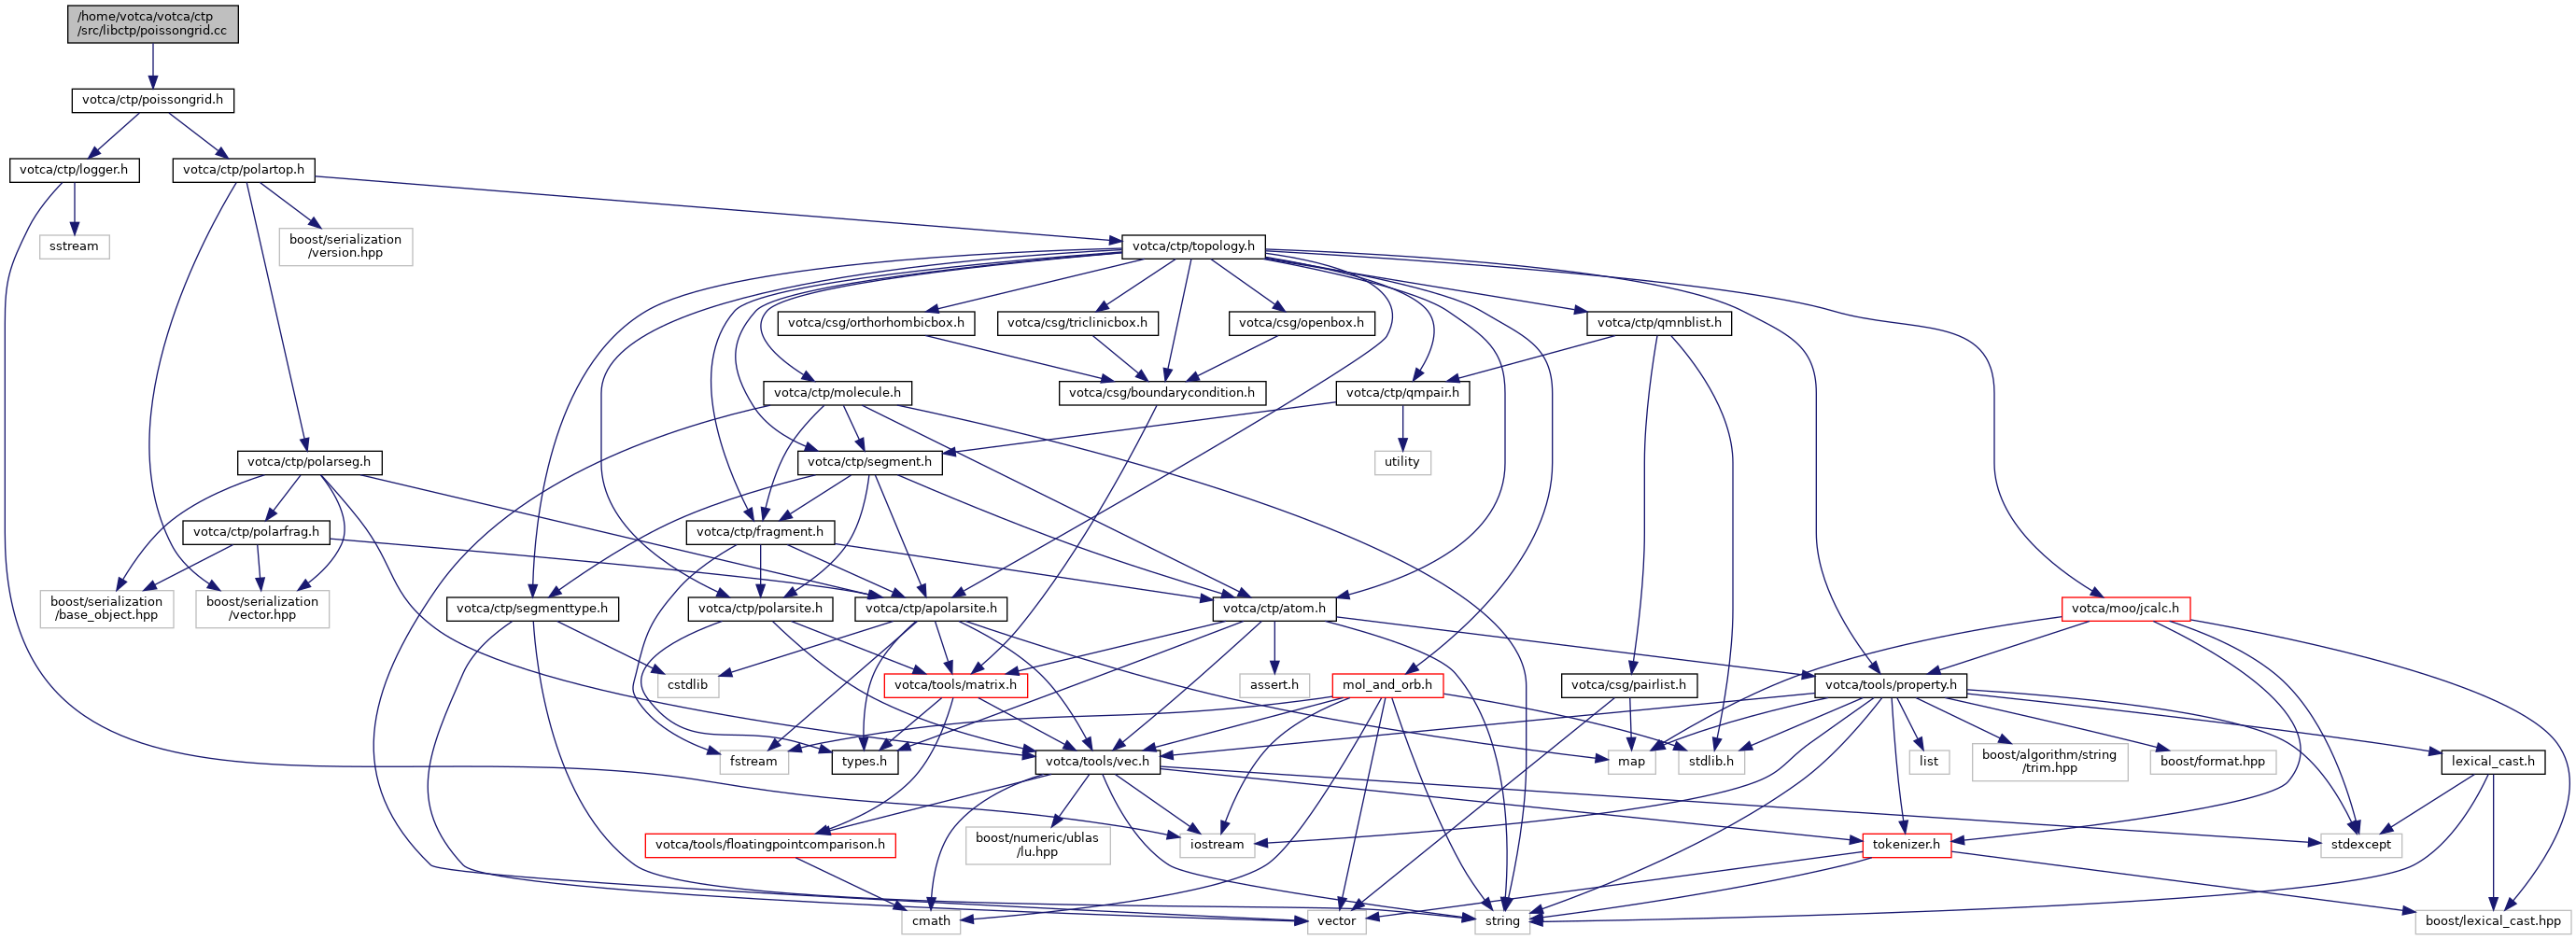 /home/votca/votca/ctp
/src/libctp/poissongrid.cc
votca/ctp/poissongrid.h
votca/ctp/logger.h
votca/ctp/polartop.h
sstream
boost/serialization
/version.hpp
votca/ctp/topology.h
votca/csg/orthorhombicbox.h
votca/csg/triclinicbox.h
votca/csg/openbox.h
votca/ctp/qmnblist.h
votca/ctp/molecule.h
votca/csg/boundarycondition.h
votca/ctp/qmpair.h
votca/ctp/polarseg.h
votca/ctp/segment.h
utility
votca/ctp/polarfrag.h
votca/ctp/fragment.h
boost/serialization
/base_object.hpp
boost/serialization
/vector.hpp
votca/ctp/segmenttype.h
votca/ctp/polarsite.h
votca/ctp/apolarsite.h
votca/ctp/atom.h
votca/moo/jcalc.h
cstdlib
votca/tools/matrix.h
assert.h
mol_and_orb.h
votca/csg/pairlist.h
votca/tools/property.h
fstream
types.h
votca/tools/vec.h
map
stdlib.h
list
boost/algorithm/string
/trim.hpp
boost/format.hpp
lexical_cast.h
votca/tools/floatingpointcomparison.h
boost/numeric/ublas
/lu.hpp
iostream
tokenizer.h
stdexcept
cmath
vector
string
boost/lexical_cast.hpp